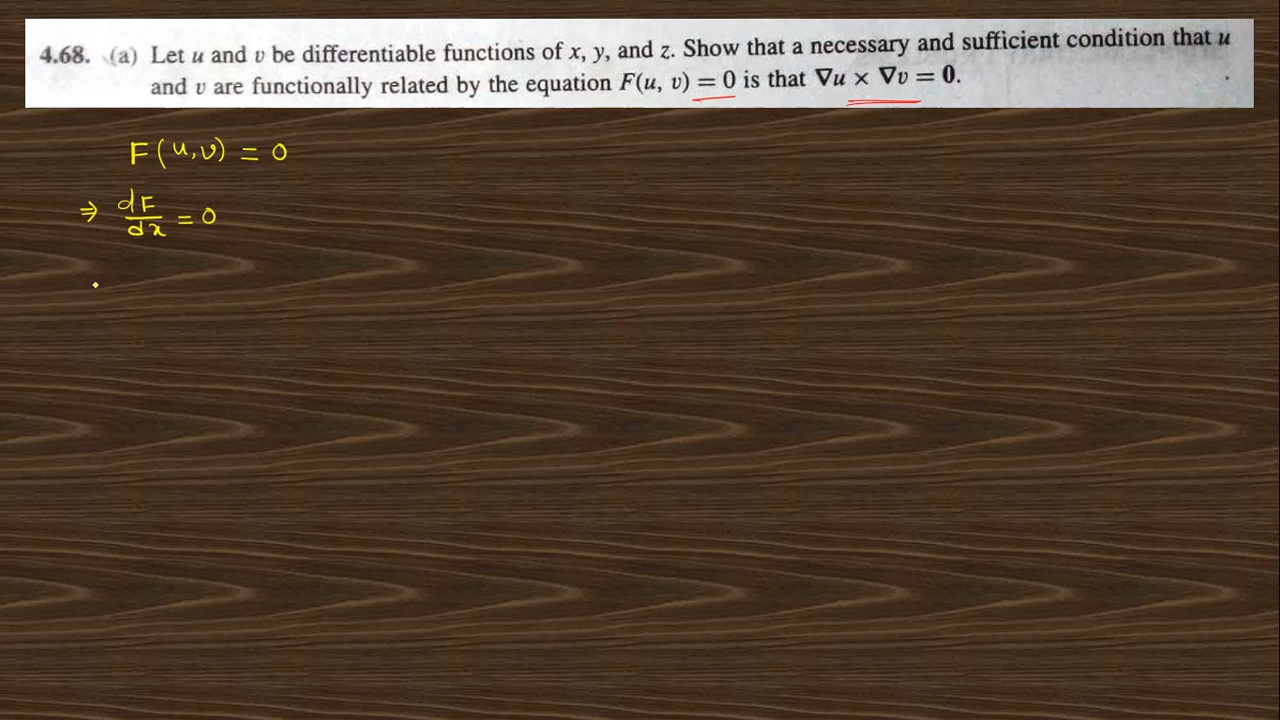 4.68. (a) Let u and v be differentiable functions of x, y, and z. Show that a necessary and sufficient condition that u
and v are functionally related by the equation F(u, v) = 0 is that ∇u × ∇v = 0.
F(u,v) = 0
⇒ dF/dx = 0